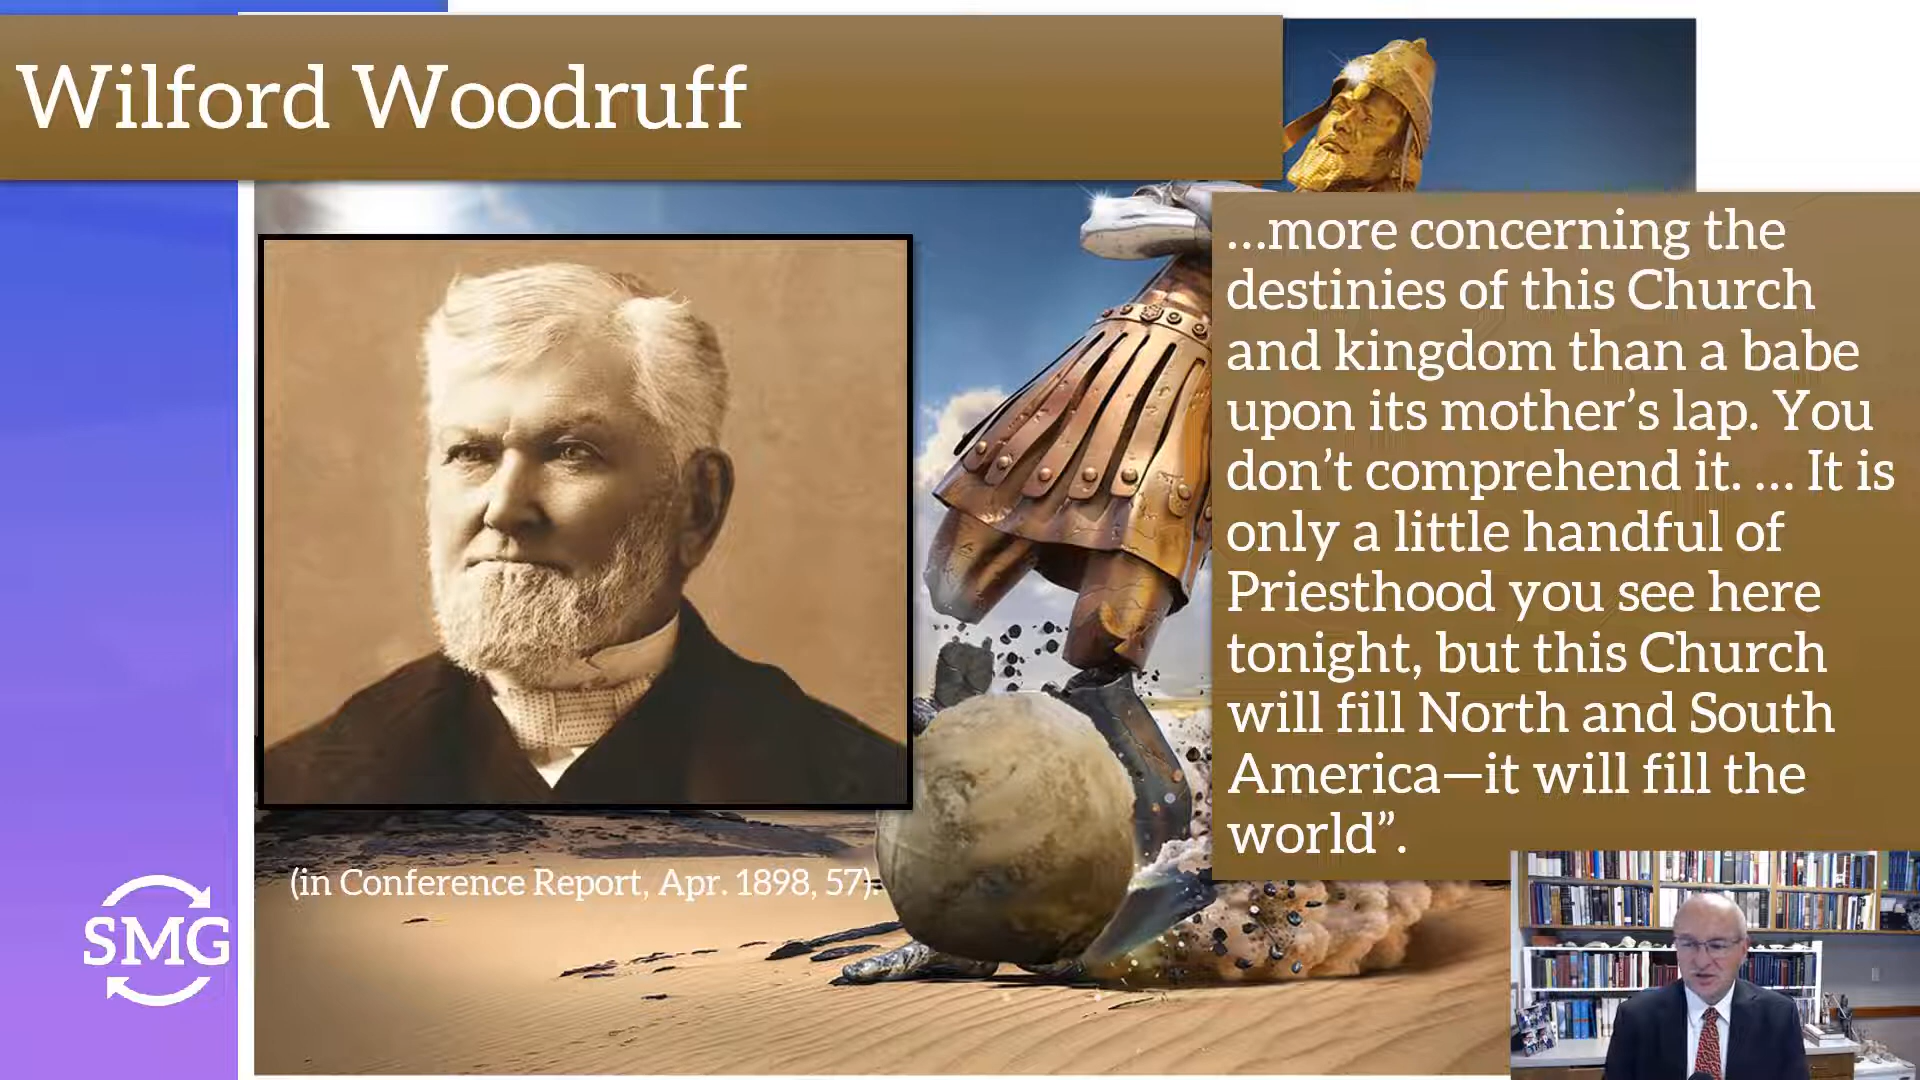 Wilford Woodruff
…more concerning the
destinies of this Church
and kingdom than a babe
upon its mother’s lap. You
don’t comprehend it. … It is
only a little handful of
Priesthood you see here
tonight, but this Church
will fill North and South
America—it will fill the
world”.
(in Conference Report, Apr. 1898, 57).
SMG